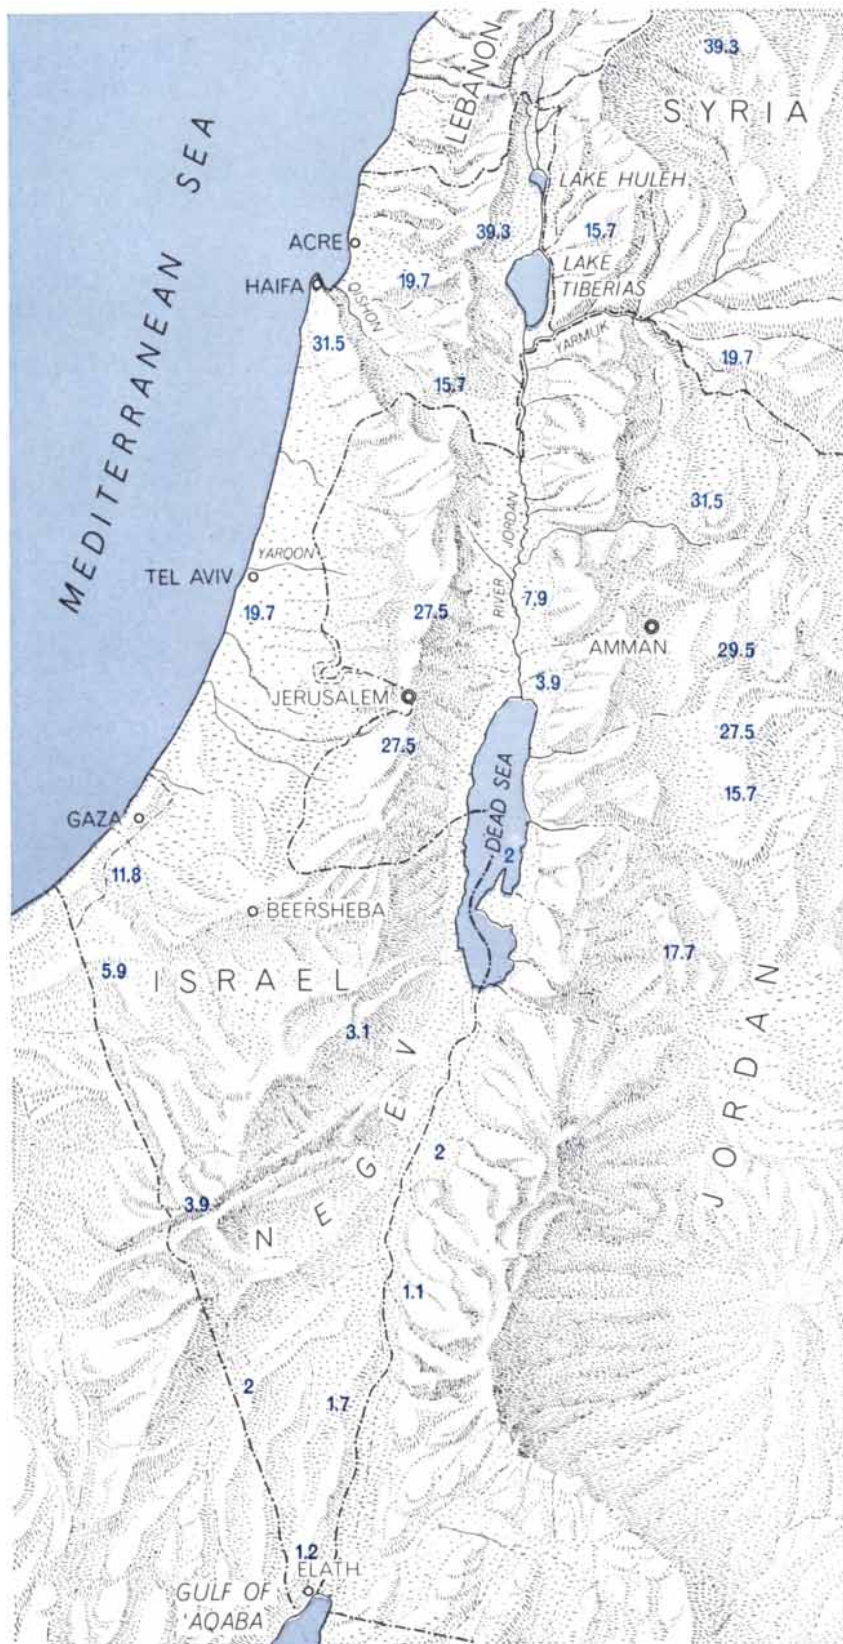 39.3
LEBANON
SYRIA
MEDITERRANEAN SEA
LAKE HULEH
39.3
15.7
ACRE
LAKE
TIBERIAS
19.7
HAIFA
QISHON
31.5
YARMUK
19.7
15.7
31.5
RIVER JORDAN
YARQON
TEL AVIV
7.9
19.7
27.5
AMMAN
29.5
3.9
JERUSALEM
27.5
27.5
15.7
DEAD SEA
GAZA
2
11.8
BEERSHEBA
17.7
5.9
ISRAEL
3.1
JORDAN
NEGEV
2
3.9
1.1
2
1.7
1.2
ELATH
GULF OF
'AQABA